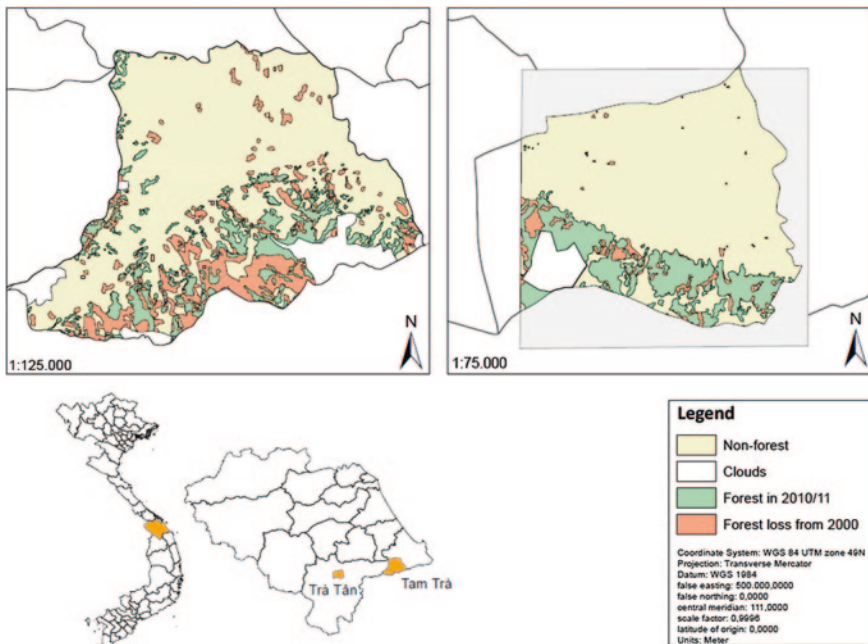 N
1:125.000
N
1:75.000
Trà Tân
Tam Trà
Legend
Non-forest
Clouds
Forest in 2010/11
Forest loss from 2000
Coordinate System: WGS 84 UTM zone 49N
Projection: Transverse Mercator
Datum: WGS 1984
false easting: 500.000,0000
false northing: 0,0000
central meridian: 111,0000
scale factor: 0,9996
latitude of origin: 0,0000
Units: Meter